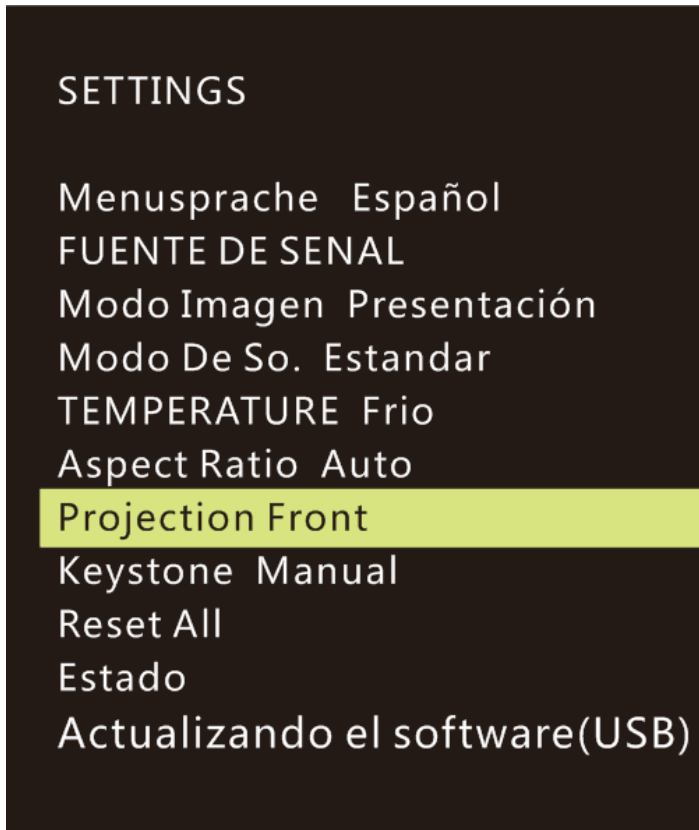 SETTINGS
Menusprache Español
FUENTE DE SENAL
Modo Imagen Presentación
Modo De So. Estandar
TEMPERATURE Frio
Aspect Ratio Auto
Projection Front
Keystone Manual
Reset All
Estado
Actualizando el software(USB)